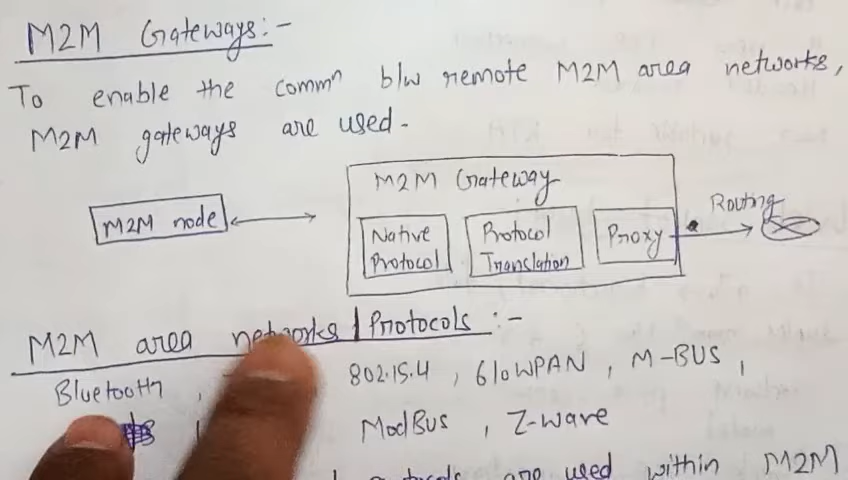 M2M Gateways:-
To enable the commⁿ b/w remote M2M area networks,
M2M gateways are used-
M2M node
M2M Gateway
Native Protocol
Protocol Translation
Proxy
Routing
M2M area networks | Protocols :-
Bluetooth , 802.15.4 , 6LoWPAN , M-BUS ,
ModBus , Z-wave
are used within M2M